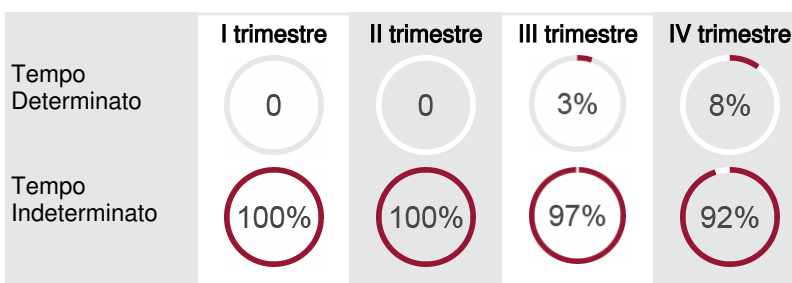 I trimestre II trimestre III trimestre IV trimestre
Tempo
Determinato
0 0 3% 8%
Tempo
Indeterminato
100% 100% 97% 92%